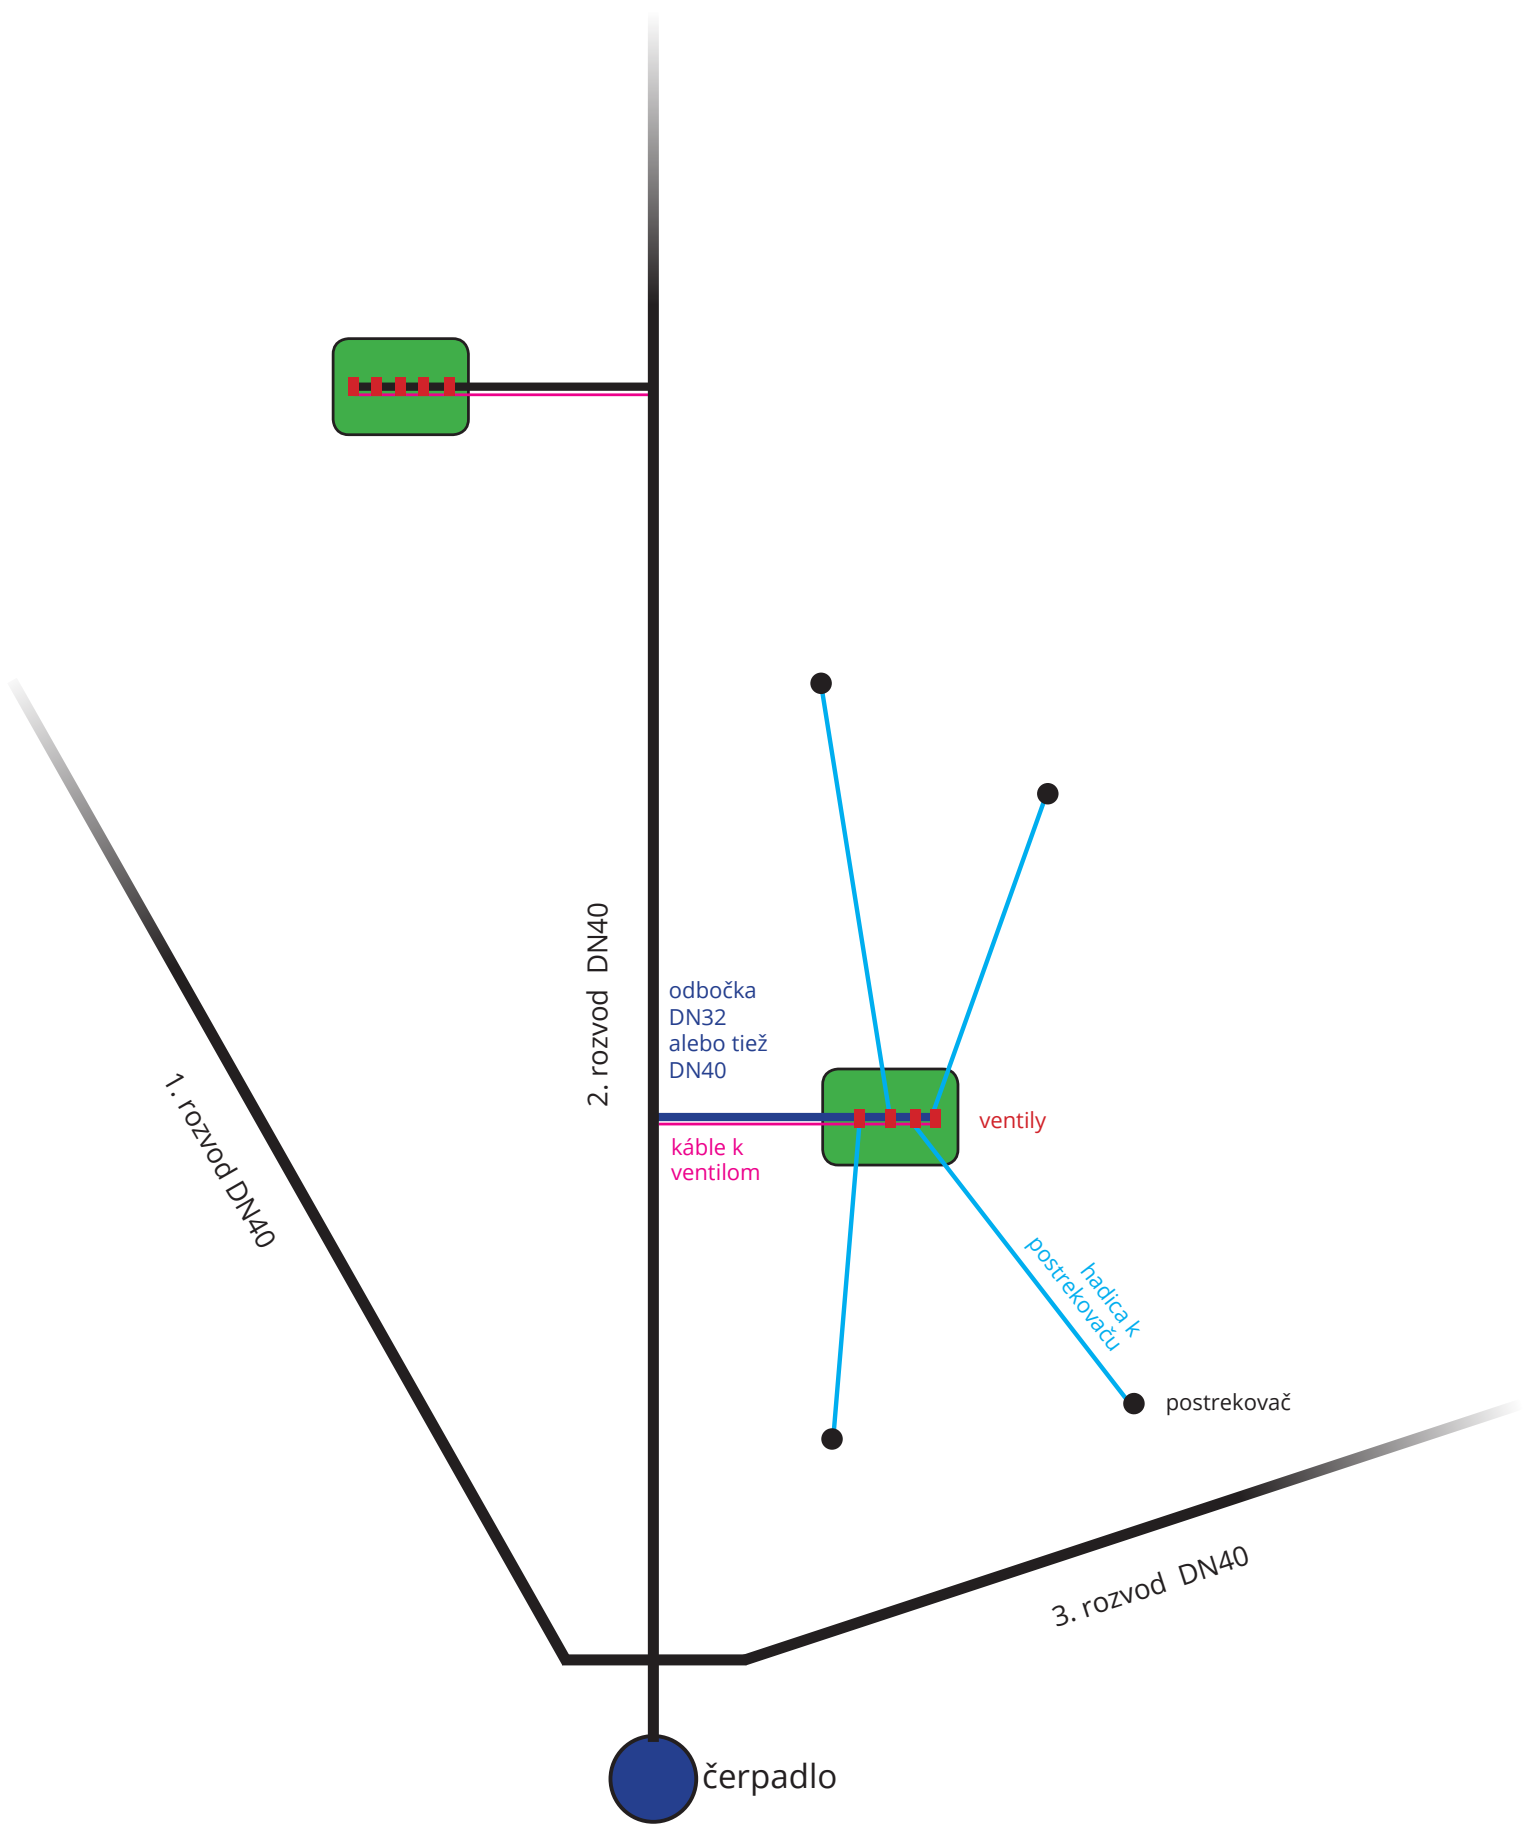 2. rozvod  DN40
odbočka
DN32
alebo tiež
DN40
1. rozvod DN40
ventily
káble k
ventilom
hadica k
postrekovaču
postrekovač
3. rozvod  DN40
čerpadlo